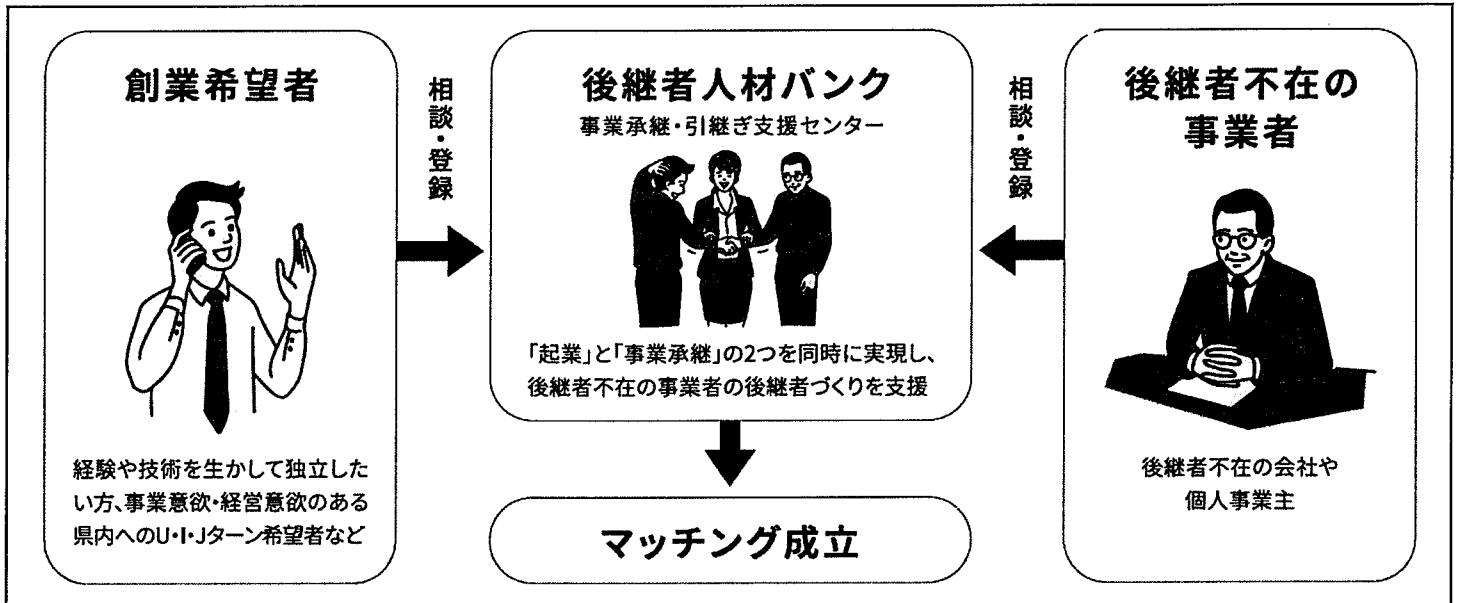 創業希望者
経験や技術を生かして独立した
い方、事業意欲・経営意欲のある
県内へのU・I・Jターン希望者など
相談・登録
後継者人材バンク
事業承継・引継ぎ支援センター
「起業」と「事業承継」の2つを同時に実現し、
後継者不在の事業者の後継者づくりを支援
マッチング成立
相談・登録
後継者不在の
事業者
後継者不在の会社や
個人事業主